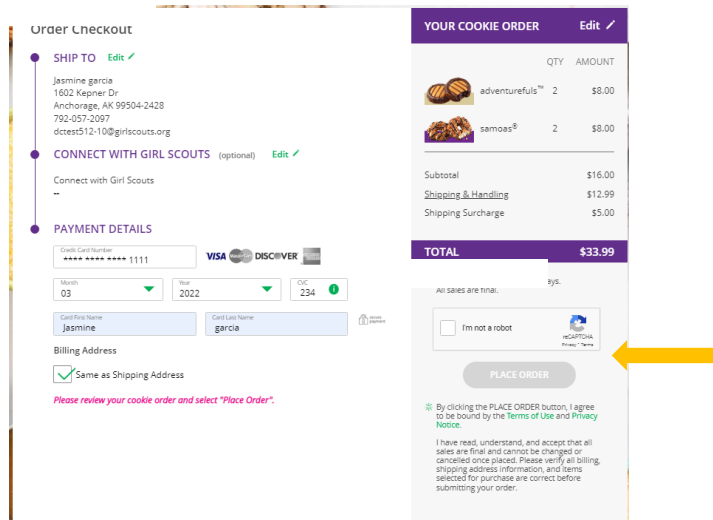 Order Checkout
SHIP TO Edit
Jasmine garcia
1602 Kepner Dr
Anchorage, AK 99504-2428
792-057-2097
dctest512-10@girlscouts.org
CONNECT WITH GIRL SCOUTS (optional) Edit
Connect with Girl Scouts
--
PAYMENT DETAILS
Credit Card Number
**** **** **** 1111
VISA MasterCard DISCOVER
Month
03
Year
2022
CVC
234
Card First Name
Jasmine
Card Last Name
garcia
secure
payment
Billing Address
Same as Shipping Address
Please review your cookie order and select "Place Order".
YOUR COOKIE ORDER Edit
QTY AMOUNT
adventurefuls™ 2 $8.00
samoas® 2 $8.00
Subtotal $16.00
Shipping & Handling $12.99
Shipping Surcharge $5.00
TOTAL $33.99
ays.
All sales are final.
I'm not a robot
reCAPTCHA
Privacy - Terms
PLACE ORDER
By clicking the PLACE ORDER button, I agree
to be bound by the Terms of Use and Privacy
Notice.
I have read, understand, and accept that all
sales are final and cannot be changed or
cancelled once placed. Please verify all billing,
shipping address information, and items
selected for purchase are correct before
submitting your order.